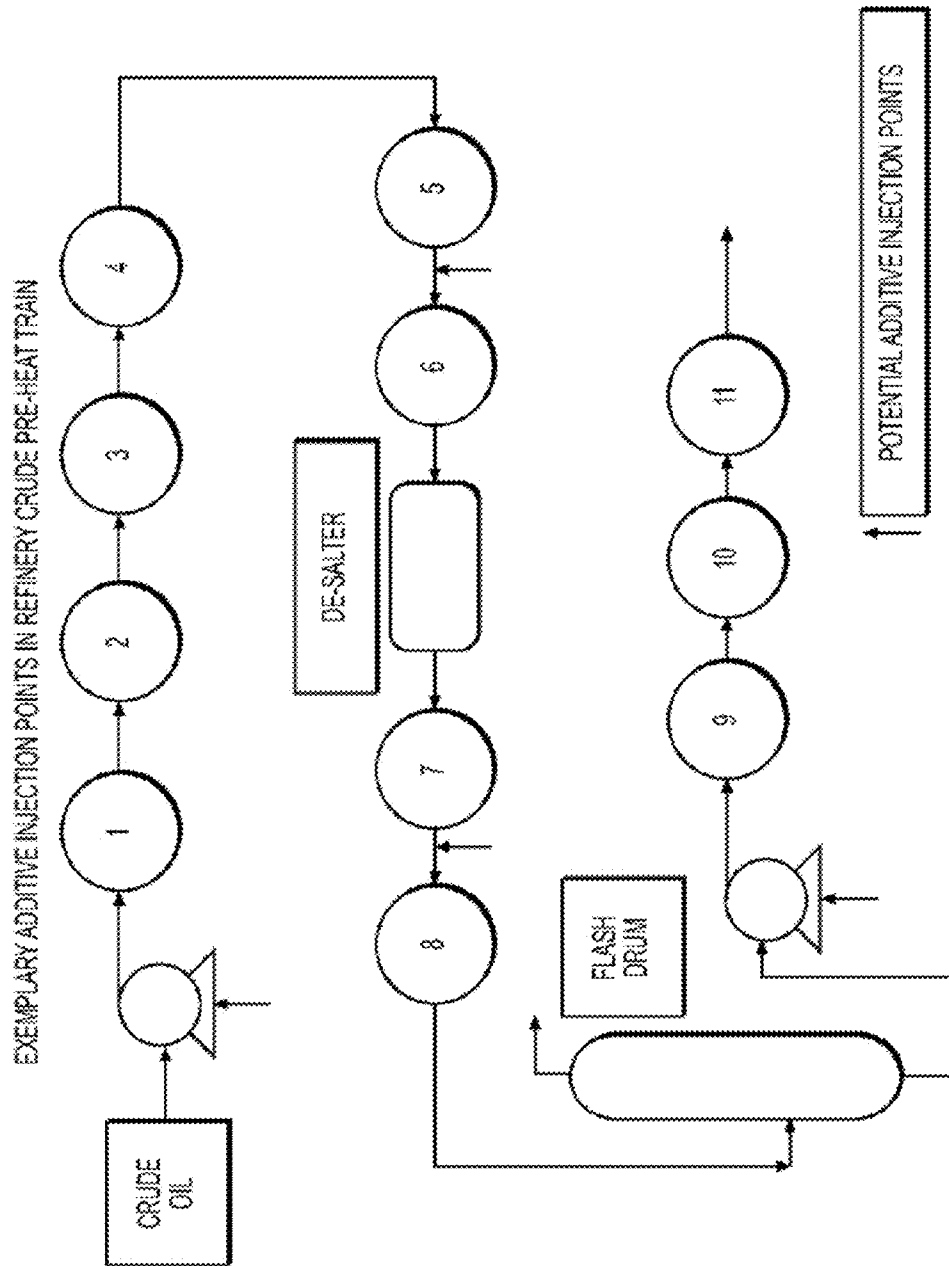 EXEMPLARY ADDITIVE INJECTION POINTS IN REFINERY CRUDE PRE-HEAT TRAIN
CRUDE
OIL
1
2
3
4
5
6
DE-SALTER
7
8
FLASH
DRUM
9
10
11
POTENTIAL ADDITIVE INJECTION POINTS